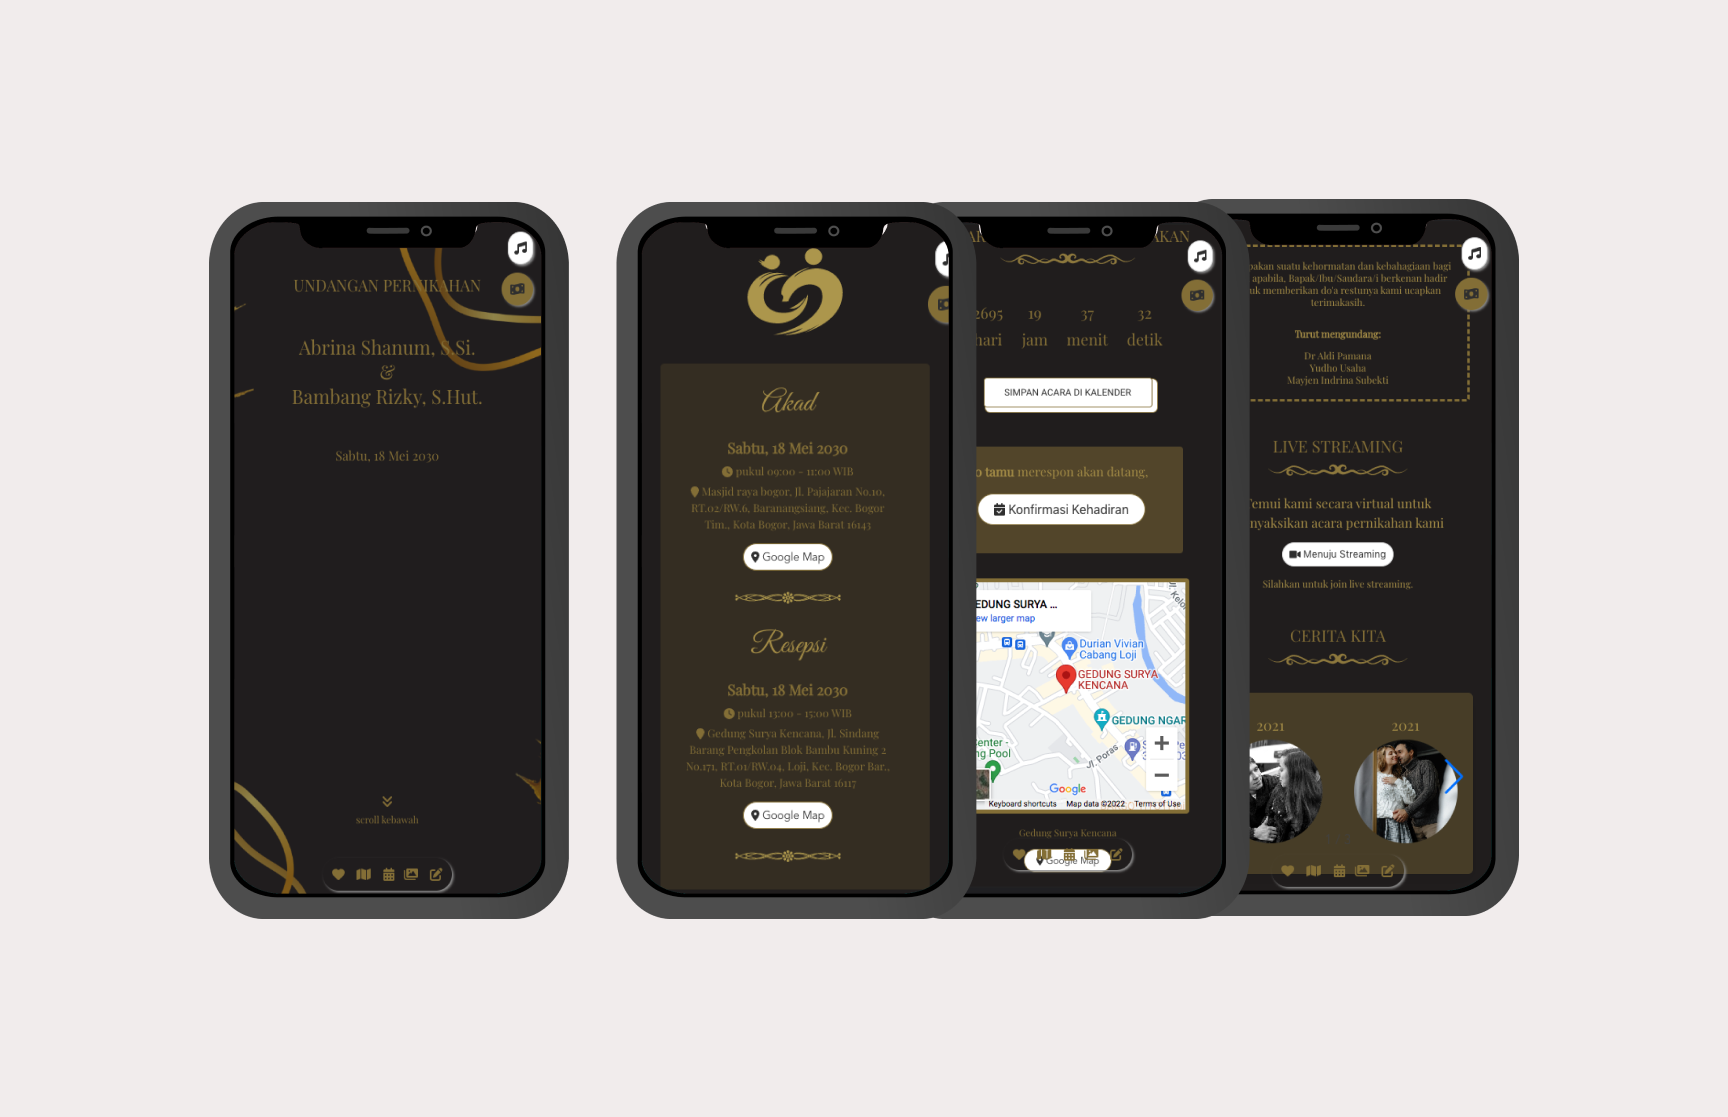 UNDANGAN PERNIKAHAN
Abrina Shanum, S.Si.
&
Bambang Rizky, S.Hut.
Sabtu, 18 Mei 2030
scroll kebawah
Akad
Sabtu, 18 Mei 2030
pukul 09:00 - 11:00 WIB
Masjid raya bogor, Jl. Pajajaran No.10,
RT.02/RW.6, Baranangsiang, Kec. Bogor
Tim., Kota Bogor, Jawa Barat 16143
Google Map
Resepsi
Sabtu, 18 Mei 2030
pukul 13:00 - 15:00 WIB
Gedung Surya Kencana, Jl. Sindang
Barang Pengkolan Blok Bambu Kuning 2
No.171, RT.01/RW.04, Loji, Kec. Bogor Bar.,
Kota Bogor, Jawa Barat 16117
Google Map
AKAN
2695 19 37 32
hari jam menit detik
SIMPAN ACARA DI KALENDER
o tamu merespon akan datang,
Konfirmasi Kehadiran
EDUNG SURYA ...
ew larger map
Durian Vivian
Cabang Loji
GEDUNG SURYA
KENCANA
GEDUNG NGAR
enter -
ng Pool
Jl. Poras
Google
Keyboard shortcuts Map data ©2022 Terms of Use
Gedung Surya Kencana
Google Map
pakan suatu kehormatan dan kebahagiaan bagi
apabila, Bapak/Ibu/Saudara/i berkenan hadir
uk memberikan do'a restunya kami ucapkan
terimakasih.
Turut mengundang:
Dr Aldi Pamana
Yudho Usaha
Mayjen Indrina Subekti
LIVE STREAMING
Temui kami secara virtual untuk
nyaksikan acara pernikahan kami
Menuju Streaming
Silahkan untuk join live streaming.
CERITA KITA
2021 2021